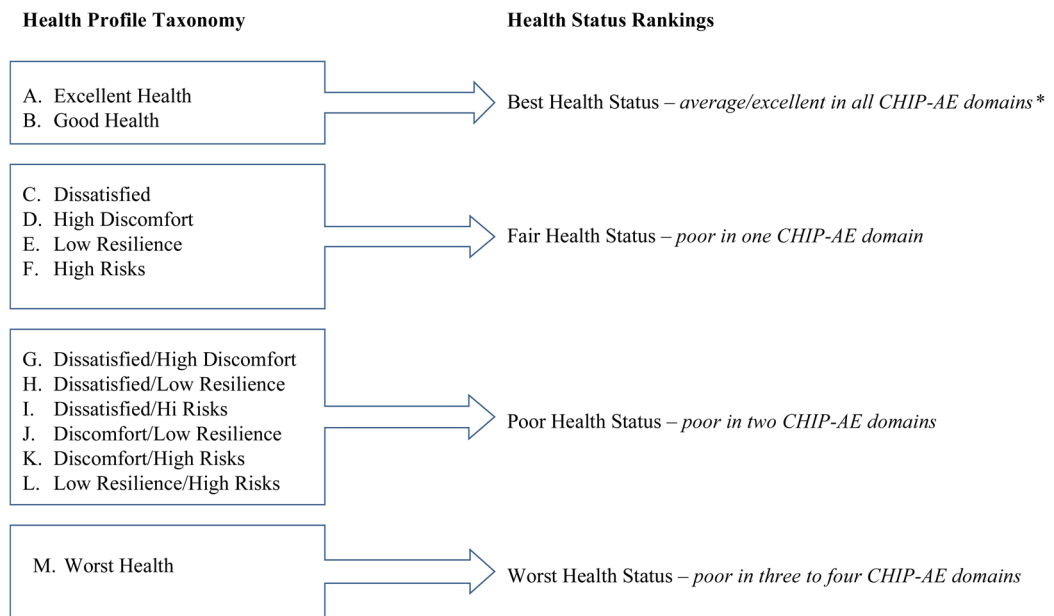 Health Profile Taxonomy
Health Status Rankings
A. Excellent Health
B. Good Health
Best Health Status – average/excellent in all CHIP-AE domains*
C. Dissatisfied
D. High Discomfort
E. Low Resilience
F. High Risks
Fair Health Status – poor in one CHIP-AE domain
G. Dissatisfied/High Discomfort
H. Dissatisfied/Low Resilience
I. Dissatisfied/Hi Risks
J. Discomfort/Low Resilience
K. Discomfort/High Risks
L. Low Resilience/High Risks
Poor Health Status – poor in two CHIP-AE domains
M. Worst Health
Worst Health Status – poor in three to four CHIP-AE domains